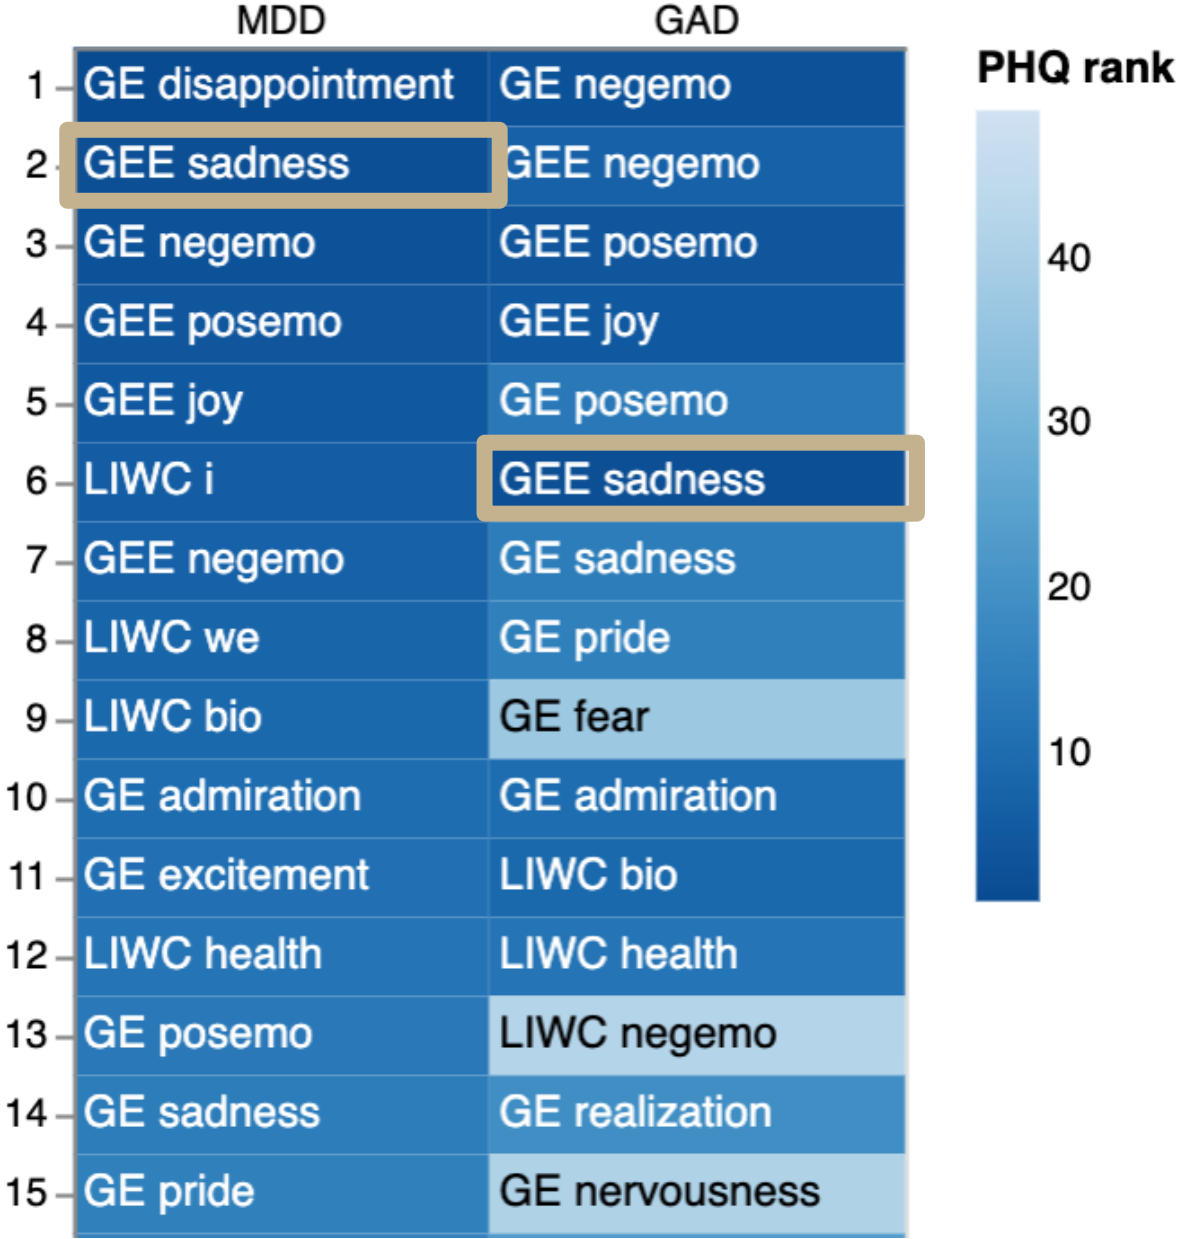 MDD GAD
PHQ rank
1 GE disappointment GE negemo
2 GEE sadness GEE negemo
3 GE negemo GEE posemo
4 GEE posemo GEE joy
5 GEE joy GE posemo
6 LIWC i GEE sadness
7 GEE negemo GE sadness
8 LIWC we GE pride
9 LIWC bio GE fear
10 GE admiration GE admiration
11 GE excitement LIWC bio
12 LIWC health LIWC health
13 GE posemo LIWC negemo
14 GE sadness GE realization
15 GE pride GE nervousness
40
30
20
10